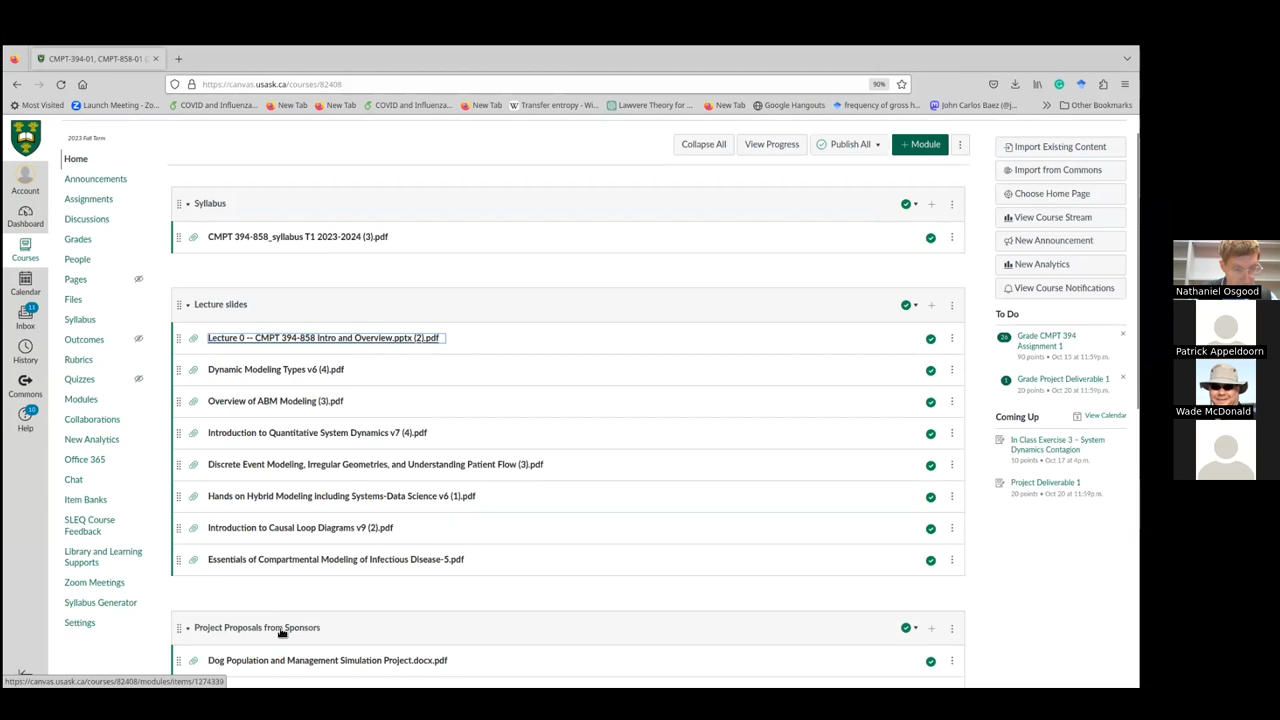 CMPT-394-01, CMPT-858-01 (
https://canvas.usask.ca/courses/82408
90%
Most Visited
Launch Meeting - Zo...
COVID and Influenza...
New Tab
New Tab
COVID and Influenza...
New Tab
Transfer entropy - Wi...
Lawvere Theory for ...
New Tab
Google Hangouts
frequency of gross h...
John Carlos Baez (@j...
Other Bookmarks
Account
Dashboard
Courses
Calendar
11
Inbox
History
Commons
10
Help
2023 Fall Term
Home
Announcements
Assignments
Discussions
Grades
People
Pages
Files
Syllabus
Outcomes
Rubrics
Quizzes
Modules
Collaborations
New Analytics
Office 365
Chat
Item Banks
SLEQ Course
Feedback
Library and Learning
Supports
Zoom Meetings
Syllabus Generator
Settings
Collapse All
View Progress
Publish All
+ Module
Syllabus
CMPT 394-858_syllabus T1 2023-2024 (3).pdf
Lecture slides
Lecture 0 -- CMPT 394-858 Intro and Overview.pptx (2).pdf
Dynamic Modeling Types v6 (4).pdf
Overview of ABM Modeling (3).pdf
Introduction to Quantitative System Dynamics v7 (4).pdf
Discrete Event Modeling, Irregular Geometries, and Understanding Patient Flow (3).pdf
Hands on Hybrid Modeling including Systems-Data Science v6 (1).pdf
Introduction to Causal Loop Diagrams v9 (2).pdf
Essentials of Compartmental Modeling of Infectious Disease-5.pdf
Project Proposals from Sponsors
Dog Population and Management Simulation Project.docx.pdf
Import Existing Content
Import from Commons
Choose Home Page
View Course Stream
New Announcement
New Analytics
View Course Notifications
To Do
26
Grade CMPT 394
Assignment 1
90 points • Oct 15 at 11:59p.m.
1
Grade Project Deliverable 1
20 points • Oct 20 at 11:59p.m.
Coming Up
View Calendar
In Class Exercise 3 – System
Dynamics Contagion
10 points • Oct 17 at 4p.m.
Project Deliverable 1
20 points • Oct 20 at 11:59p.m.
https://canvas.usask.ca/courses/82408/modules/items/1274339
Nathaniel Osgood
Patrick Appeldoorn
Wade McDonald